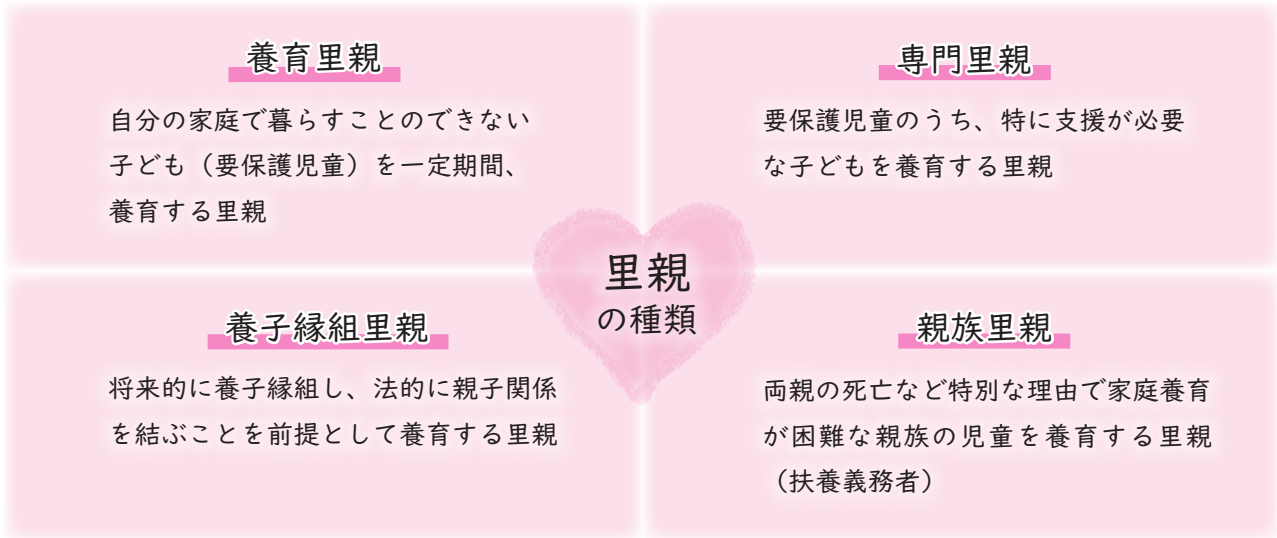 養育里親
自分の家庭で暮らすことのできない
子ども（要保護児童）を一定期間、
養育する里親
専門里親
要保護児童のうち、特に支援が必要
な子どもを養育する里親
里親
の種類
養子縁組里親
将来的に養子縁組し、法的に親子関係
を結ぶことを前提として養育する里親
親族里親
両親の死亡など特別な理由で家庭養育
が困難な親族の児童を養育する里親
（扶養義務者）